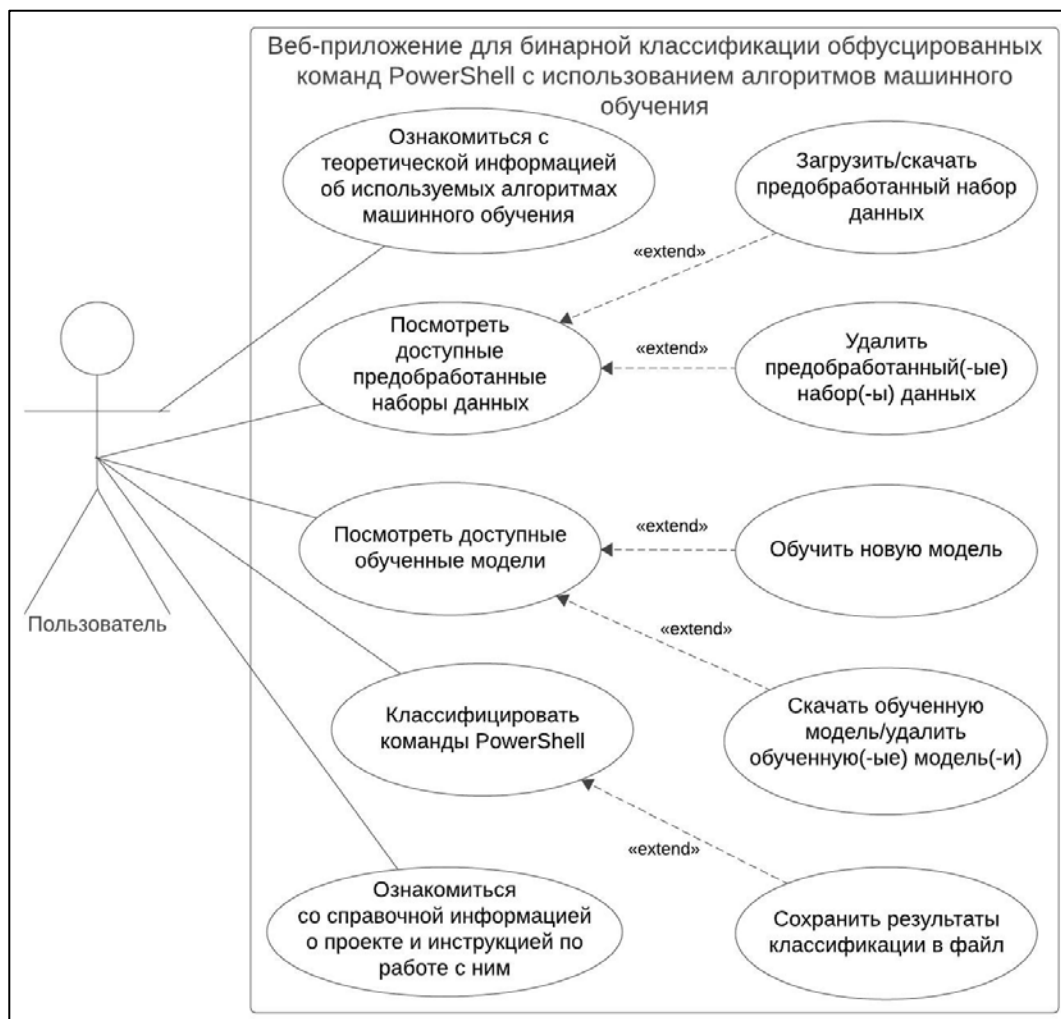 Веб-приложение для бинарной классификации обфусцированных
команд PowerShell с использованием алгоритмов машинного
обучения
Ознакомиться с
теоретической информацией
об используемых алгоритмах
машинного обучения
Загрузить/скачать
предобработанный набор
данных
«extend»
Посмотреть
доступные
предобработанные
наборы данных
«extend»
Удалить
предобработанный(-ые)
набор(-ы) данных
Посмотреть доступные
обученные модели
«extend»
Обучить новую модель
Пользователь
«extend»
Классифицировать
команды PowerShell
Скачать обученную
модель/удалить
обученную(-ые) модель(-и)
«extend»
Ознакомиться
со справочной информацией
о проекте и инструкцией по
работе с ним
Сохранить результаты
классификации в файл